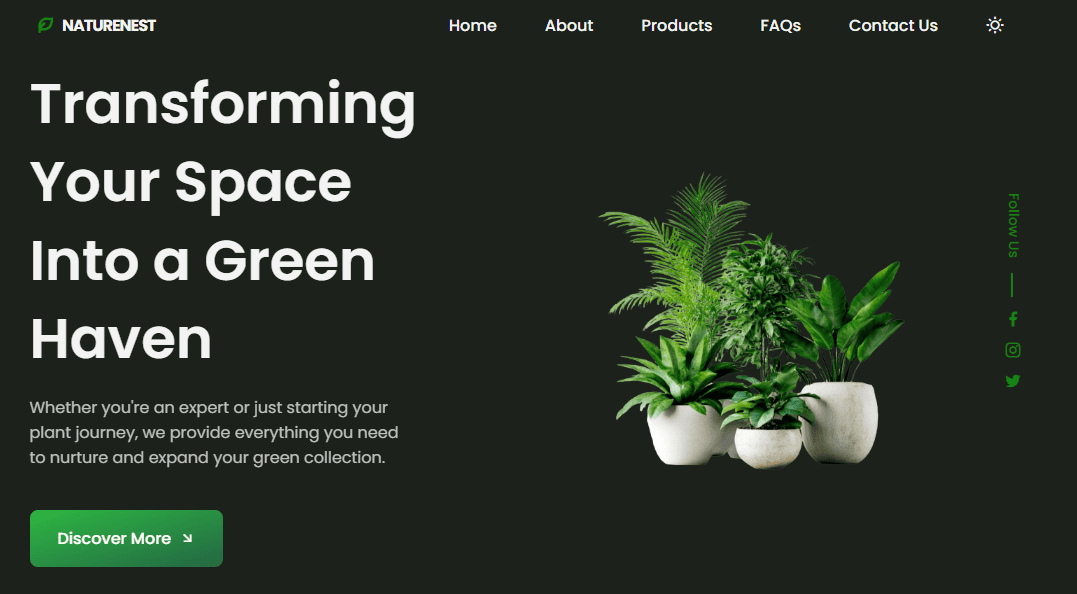 NATURENEST
Home
About
Products
FAQs
Contact Us
Transforming
Your Space
Into a Green
Haven
Whether you're an expert or just starting your
plant journey, we provide everything you need
to nurture and expand your green collection.
Discover More
Follow Us